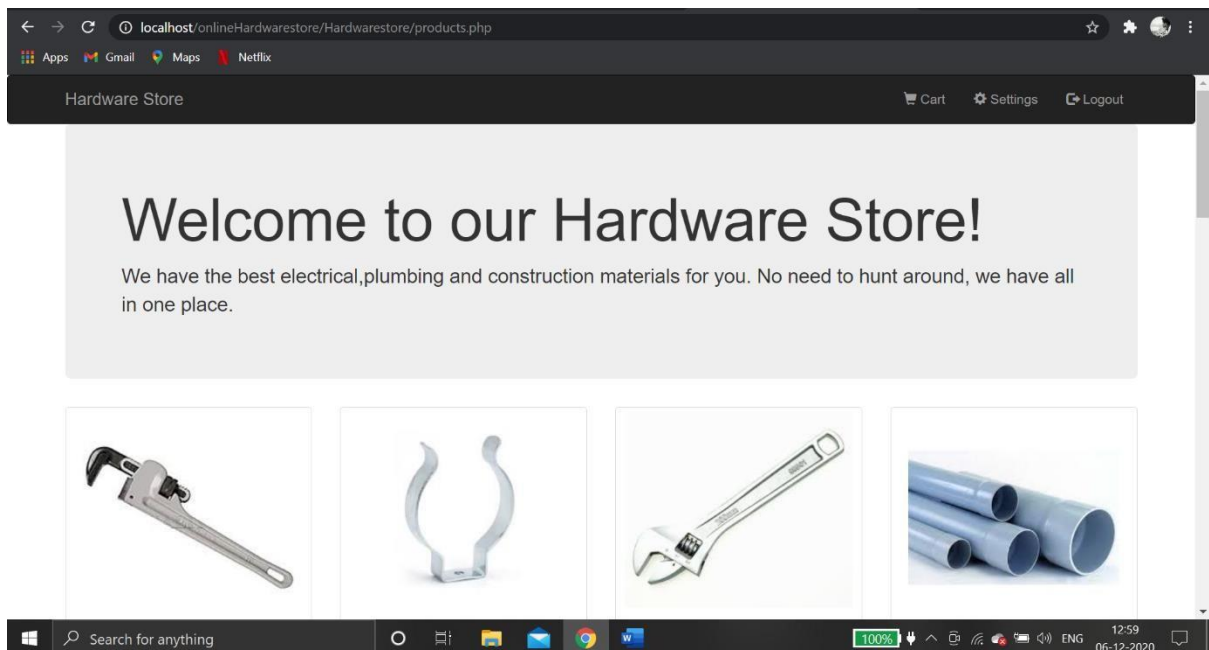 localhost/onlineHardwarestore/Hardwarestore/products.php
Apps Gmail Maps Netflix
Hardware Store Cart Settings Logout
Welcome to our Hardware Store!
We have the best electrical,plumbing and construction materials for you. No need to hunt around, we have all
in one place.
Search for anything 100% ENG 12:59
06-12-2020